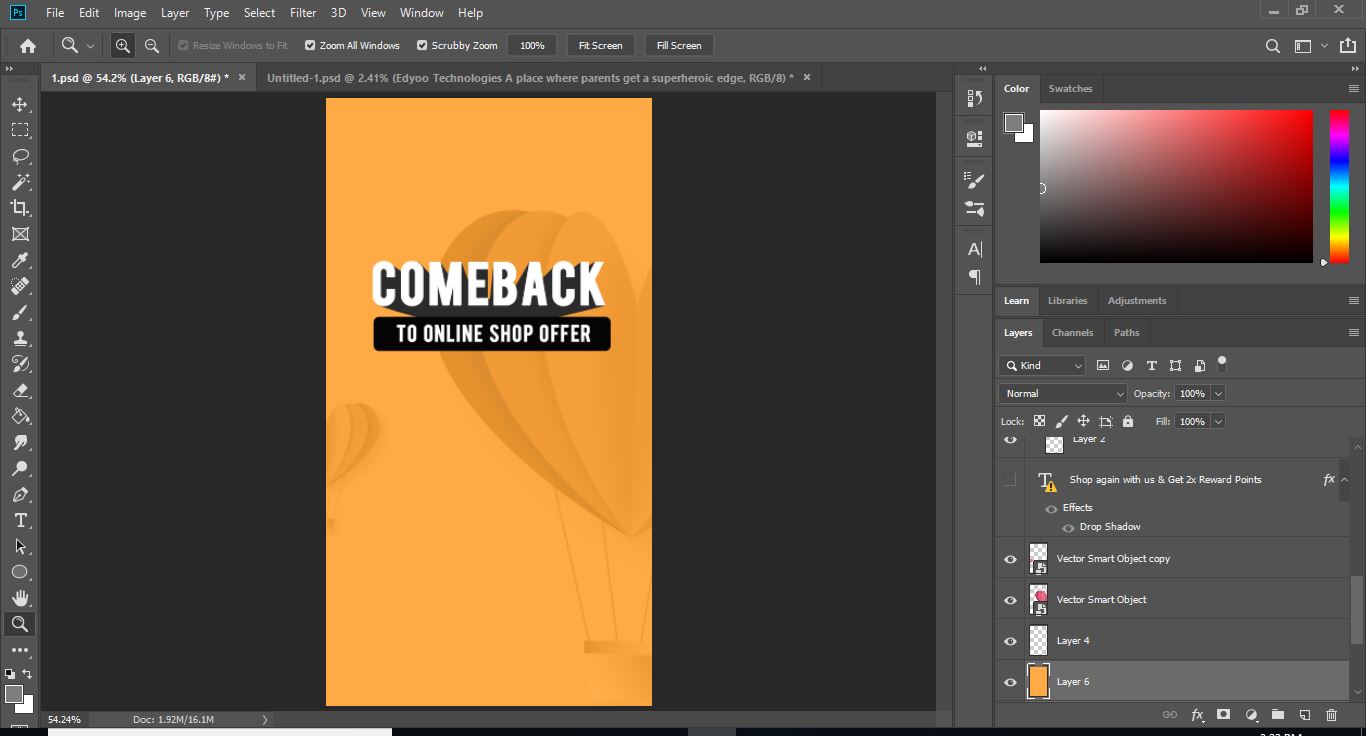 Ps File Edit Image Layer Type Select Filter 3D View Window Help
Resize Windows to Fit Zoom All Windows Scrubby Zoom 100% Fit Screen Fill Screen
1.psd @ 54.2% (Layer 6, RGB/8#) * × Untitled-1.psd @ 2.41% (Edyoo Technologies A place where parents get a superheroic edge, RGB/8) * ×
COMEBACK
TO ONLINE SHOP OFFER
Color Swatches
Learn Libraries Adjustments
Layers Channels Paths
Kind
Normal Opacity: 100%
Lock: Fill: 100%
Layer 2
Shop again with us & Get 2x Reward Points fx
Effects
Drop Shadow
Vector Smart Object copy
Vector Smart Object
Layer 4
Layer 6
fx
54.24% Doc: 1.92M/16.1M